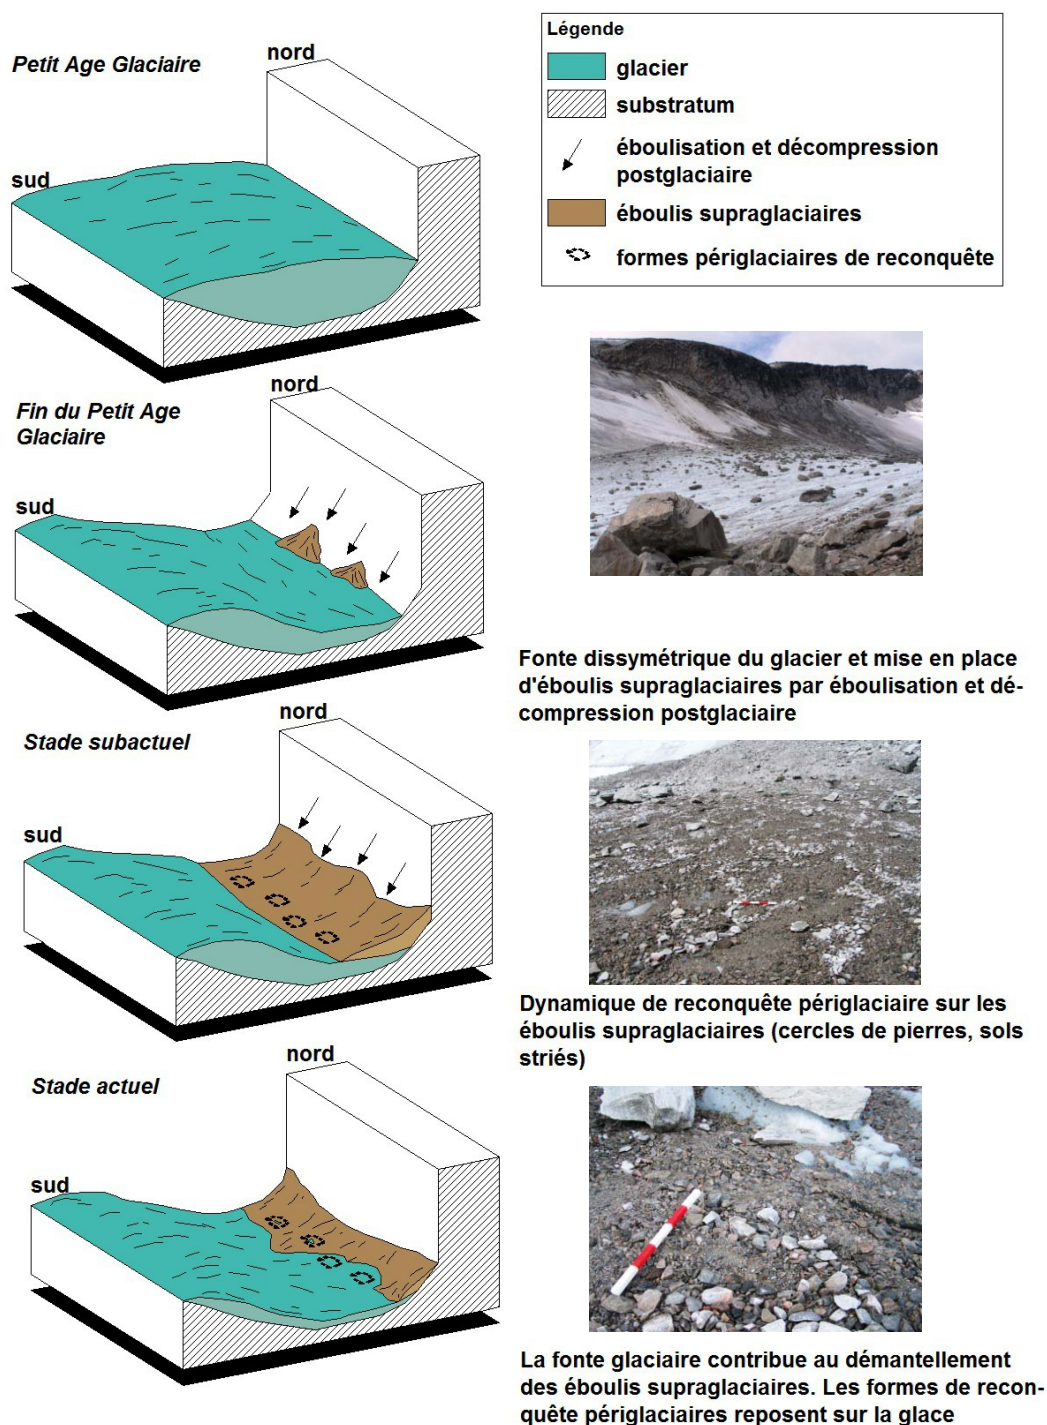 Petit Age Glaciaire
nord
sud
Légende
glacier
substratum
éboulisation et décompression
postglaciaire
éboulis supraglaciaires
formes périglaciaires de reconquête
Fin du Petit Age
Glaciaire
nord
sud
Fonte dissymétrique du glacier et mise en place
d'éboulis supraglaciaires par éboulisation et dé-
compression postglaciaire
Stade subactuel
nord
sud
Dynamique de reconquête périglaciaire sur les
éboulis supraglaciaires (cercles de pierres, sols
striés)
Stade actuel
nord
sud
La fonte glaciaire contribue au démantellement
des éboulis supraglaciaires. Les formes de recon-
quête périglaciaires reposent sur la glace